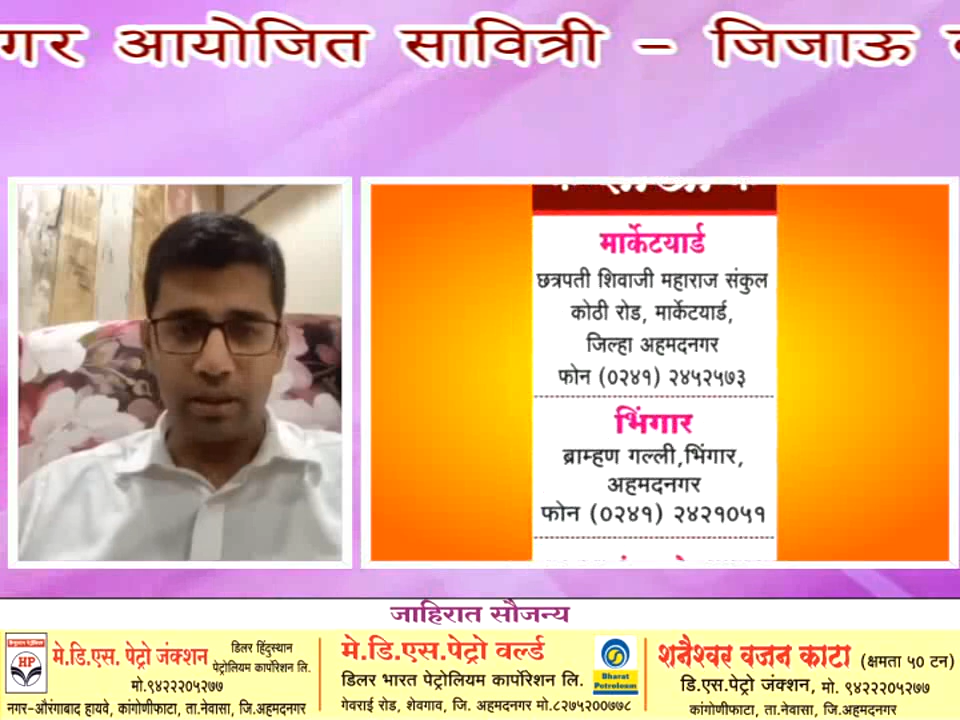 गर आयोजित सावित्री - जिजाऊ
मार्केटयार्ड
छत्रपती शिवाजी महाराज संकुल
कोठी रोड, मार्केटयार्ड,
जिल्हा अहमदनगर
फोन (०२४१) २४५२५७३
भिंगार
ब्राम्हण गल्ली,भिंगार,
अहमदनगर
फोन (०२४१) २४२१०५१
जाहिरात सौजन्य
HP
मे.डि.एस. पेट्रो जंक्शन
डिलर हिंदुस्थान
पेट्रोलियम कार्पोरेशन लि.
मो.९४२२२०५२७७
नगर-औरंगाबाद हायवे, कांगोणीफाटा, ता.नेवासा, जि.अहमदनगर
मे.डि.एस.पेट्रो वर्ल्ड
डिलर भारत पेट्रोलियम कार्पोरेशन लि.
गेवराई रोड, शेवगाव, जि. अहमदनगर मो.८२७५२००७७८
Bharat
Petroleum
शनैश्वर वजन काटा (क्षमता ५० टन)
डि.एस.पेट्रो जंक्शन, मो. ९४२२२०५२७७
कांगोणीफाटा, ता.नेवासा, जि.अहमदनगर